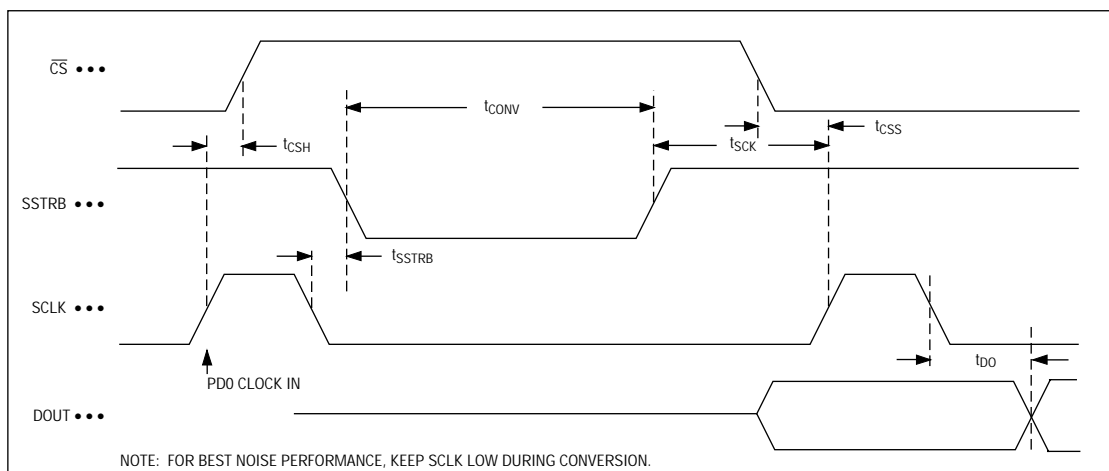 CS •••
tCONV
tCSS
tCSH
tSCK
SSTRB •••
tSSTRB
SCLK •••
PD0 CLOCK IN
tDO
DOUT •••
NOTE: FOR BEST NOISE PERFORMANCE, KEEP SCLK LOW DURING CONVERSION.